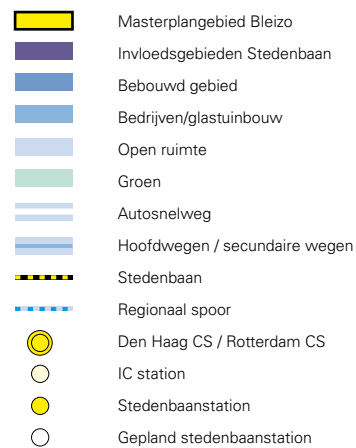 Masterplangebied Bleizo
Invloedsgebieden Stedenbaan
Bebouwd gebied
Bedrijven/glastuinbouw
Open ruimte
Groen
Autosnelweg
Hoofdwegen / secundaire wegen
Stedenbaan
Regionaal spoor
Den Haag CS / Rotterdam CS
IC station
Stedenbaanstation
Gepland stedenbaanstation